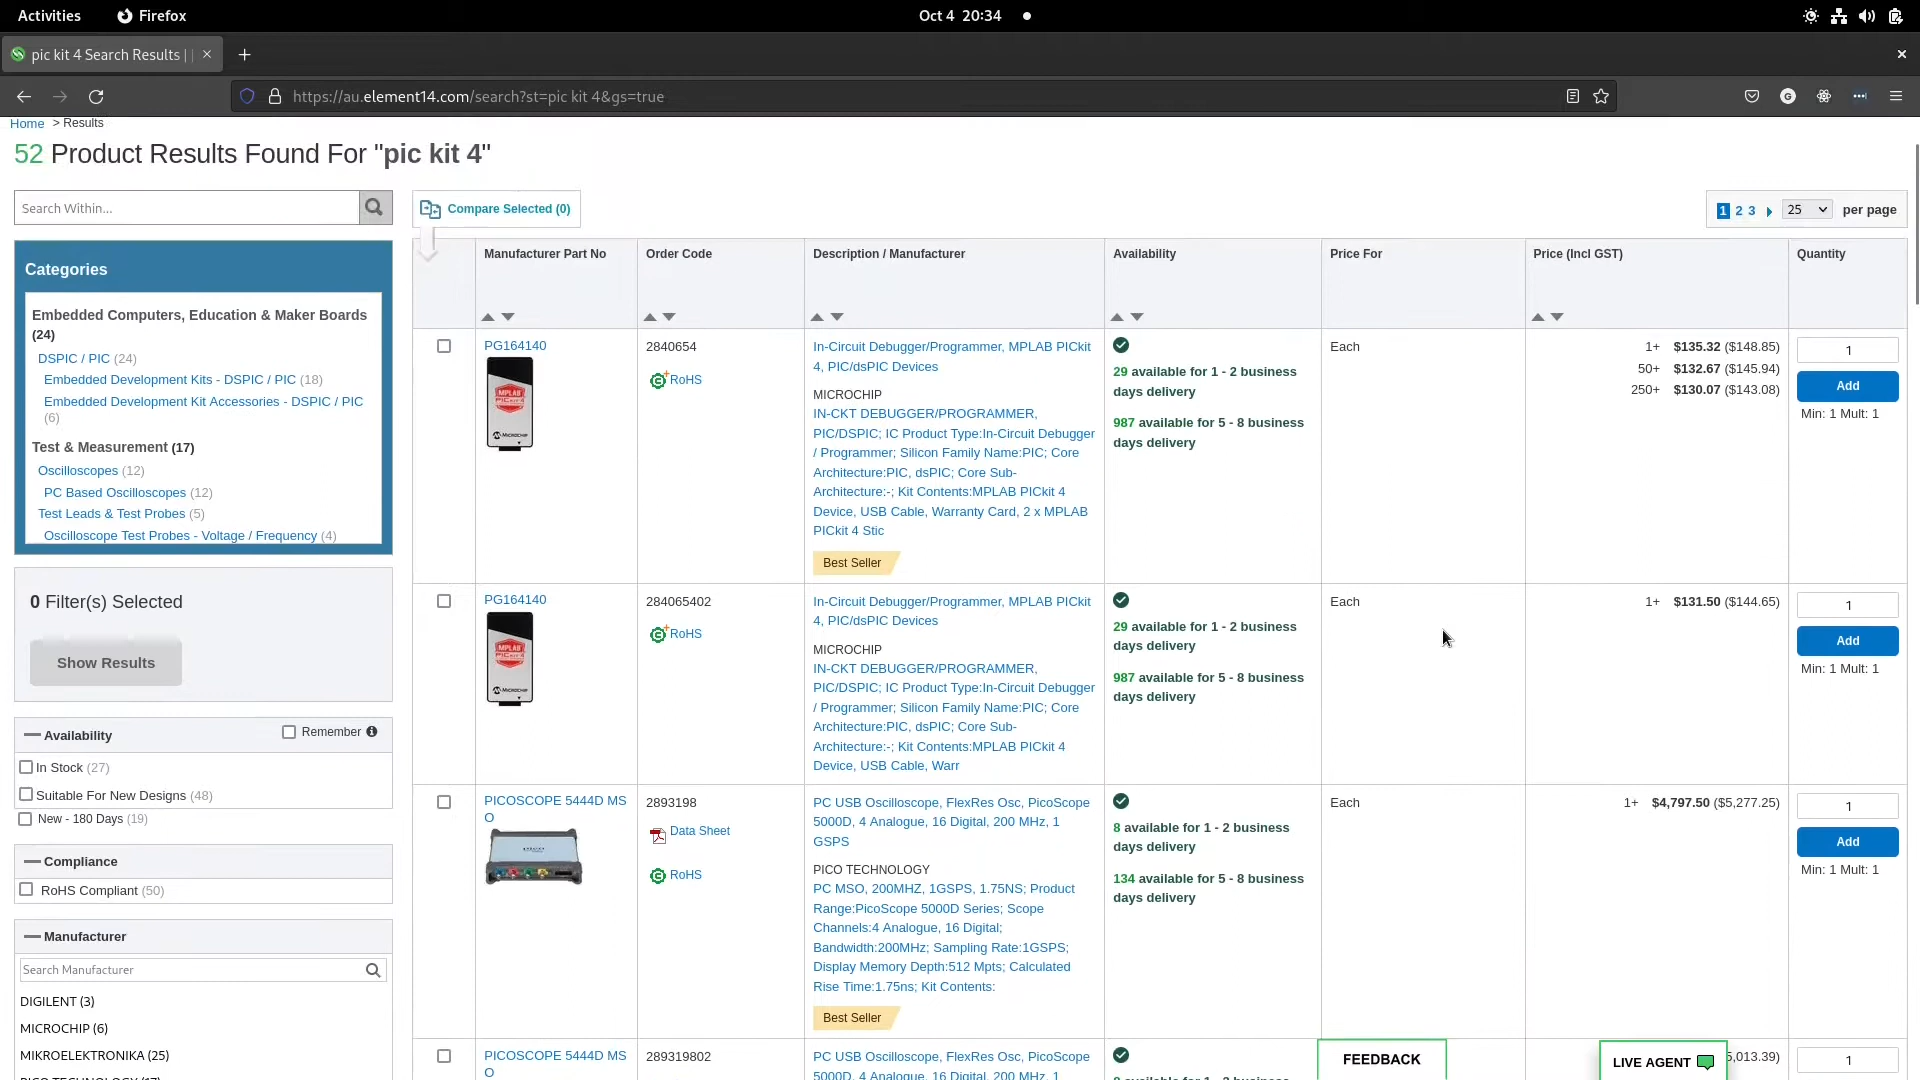 Activities
Firefox
Oct 4 20:34
pic kit 4 Search Results | |
https://au.element14.com/search?st=pic kit 4&gs=true
Home > Results
52 Product Results Found For "pic kit 4"
Search Within...
Categories
Embedded Computers, Education & Maker Boards
(24)
DSPIC / PIC (24)
Embedded Development Kits - DSPIC / PIC (18)
Embedded Development Kit Accessories - DSPIC / PIC
(6)
Test & Measurement (17)
Oscilloscopes (12)
PC Based Oscilloscopes (12)
Test Leads & Test Probes (5)
Oscilloscope Test Probes - Voltage / Frequency (4)
0 Filter(s) Selected
Show Results
Availability
Remember
In Stock (27)
Suitable For New Designs (48)
New - 180 Days (19)
Compliance
RoHS Compliant (50)
Manufacturer
Search Manufacturer
DIGILENT (3)
MICROCHIP (6)
MIKROELEKTRONIKA (25)
Compare Selected (0)
1 2 3
25
per page
Manufacturer Part No
Order Code
Description / Manufacturer
Availability
Price For
Price (Incl GST)
Quantity
PG164140
MPLAB
PICkit 4
MICROCHIP
2840654
RoHS
In-Circuit Debugger/Programmer, MPLAB PICkit
4, PIC/dsPIC Devices
MICROCHIP
IN-CKT DEBUGGER/PROGRAMMER,
PIC/DSPIC; IC Product Type:In-Circuit Debugger
/ Programmer; Silicon Family Name:PIC; Core
Architecture:PIC, dsPIC; Core Sub-
Architecture:-; Kit Contents:MPLAB PICkit 4
Device, USB Cable, Warranty Card, 2 x MPLAB
PICkit 4 Stic
Best Seller
29 available for 1 - 2 business
days delivery
987 available for 5 - 8 business
days delivery
Each
1+ $135.32 ($148.85)
50+ $132.67 ($145.94)
250+ $130.07 ($143.08)
1
Add
Min: 1 Mult: 1
PG164140
MPLAB
PICkit 4
MICROCHIP
284065402
RoHS
In-Circuit Debugger/Programmer, MPLAB PICkit
4, PIC/dsPIC Devices
MICROCHIP
IN-CKT DEBUGGER/PROGRAMMER,
PIC/DSPIC; IC Product Type:In-Circuit Debugger
/ Programmer; Silicon Family Name:PIC; Core
Architecture:PIC, dsPIC; Core Sub-
Architecture:-; Kit Contents:MPLAB PICkit 4
Device, USB Cable, Warr
29 available for 1 - 2 business
days delivery
987 available for 5 - 8 business
days delivery
Each
1+ $131.50 ($144.65)
1
Add
Min: 1 Mult: 1
PICOSCOPE 5444D MS
O
pico
2893198
Data Sheet
RoHS
PC USB Oscilloscope, FlexRes Osc, PicoScope
5000D, 4 Analogue, 16 Digital, 200 MHz, 1
GSPS
PICO TECHNOLOGY
PC MSO, 200MHZ, 1GSPS, 1.75NS; Product
Range:PicoScope 5000D Series; Scope
Channels:4 Analogue, 16 Digital;
Bandwidth:200MHz; Sampling Rate:1GSPS;
Display Memory Depth:512 Mpts; Calculated
Rise Time:1.75ns; Kit Contents:
Best Seller
8 available for 1 - 2 business
days delivery
134 available for 5 - 8 business
days delivery
Each
1+ $4,797.50 ($5,277.25)
1
Add
Min: 1 Mult: 1
PICOSCOPE 5444D MS
O
289319802
PC USB Oscilloscope, FlexRes Osc, PicoScope
5000D, 4 Analogue, 16 Digital, 200 MHz, 1
5,013.39)
1
FEEDBACK
LIVE AGENT